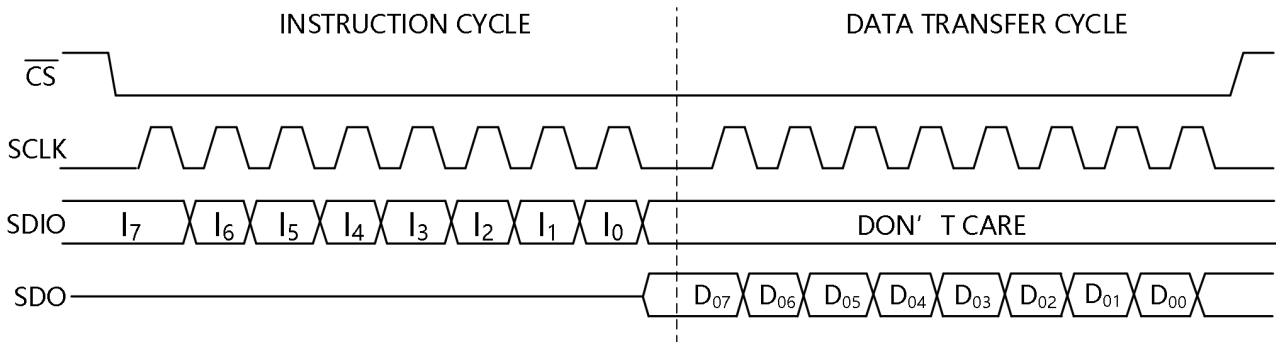 INSTRUCTION CYCLE DATA TRANSFER CYCLE
CS
SCLK
SDIO I7 I6 I5 I4 I3 I2 I1 I0 DON'T CARE
SDO D07 D06 D05 D04 D03 D02 D01 D00